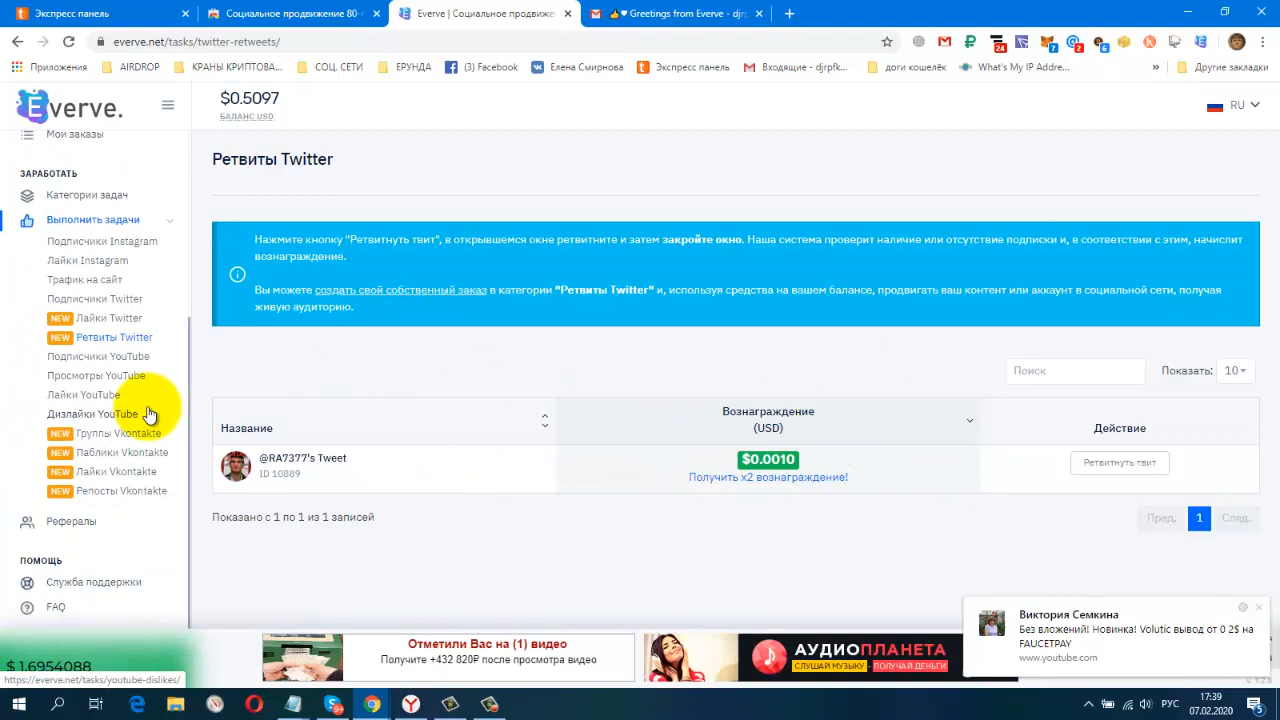 Экспресс панель
Социальное продвижение 80-г
Everve | Социальное продвиже
Greetings from Everve - djrp
everve.net/tasks/twitter-retweets/
24
7
2
6
Приложения
AIRDROP
КРАНЫ КРИПТОВА...
СОЦ. СЕТИ
ЕРУНДА
(3) Facebook
Елена Смирнова
Экспресс панель
Входящие - djrpfk...
доги кошелёк
What's My IP Addre...
»
Другие закладки
Everve.
$0.5097
БАЛАНС USD
RU
Мои заказы
ЗАРАБОТАТЬ
Категории задач
Выполнить задачи
Подписчики Instagram
Лайки Instagram
Трафик на сайт
Подписчики Twitter
NEW Лайки Twitter
NEW Ретвиты Twitter
Подписчики YouTube
Просмотры YouTube
Лайки YouTube
Дизлайки YouTube
NEW Группы Vkontakte
NEW Паблики Vkontakte
NEW Лайки Vkontakte
NEW Репосты Vkontakte
Рефералы
ПОМОЩЬ
Служба поддержки
FAQ
Ретвиты Twitter
Нажмите кнопку "Ретвитнуть твит", в открывшемся окне ретвитните и затем закройте окно. Наша система проверит наличие или отсутствие подписки и, в соответствии с этим, начислит
вознаграждение.
Вы можете создать свой собственный заказ в категории "Ретвиты Twitter" и, используя средства на вашем балансе, продвигать ваш контент или аккаунт в социальной сети, получая
живую аудиторию.
Поиск
Показать: 10
Название
Вознаграждение
(USD)
Действие
@RA7377's Tweet
ID 10889
$0.0010
Получить x2 вознаграждение!
Ретвитнуть твит
Показано с 1 по 1 из 1 записей
Пред. 1 След.
Отметили Вас на (1) видео
Получите +432 820₽ после просмотра видео
АУДИОПЛАНЕТА
СЛУШАЙ МУЗЫКУ - ПОЛУЧАЙ ДЕНЬГИ
Виктория Семкина
Без вложений! Новинка! Volutic вывод от 0 2$ на
FAUCETPAY
www.youtube.com
$ 1.6954088
https://everve.net/tasks/youtube-dislikes/
РУС
17:39
07.02.2020